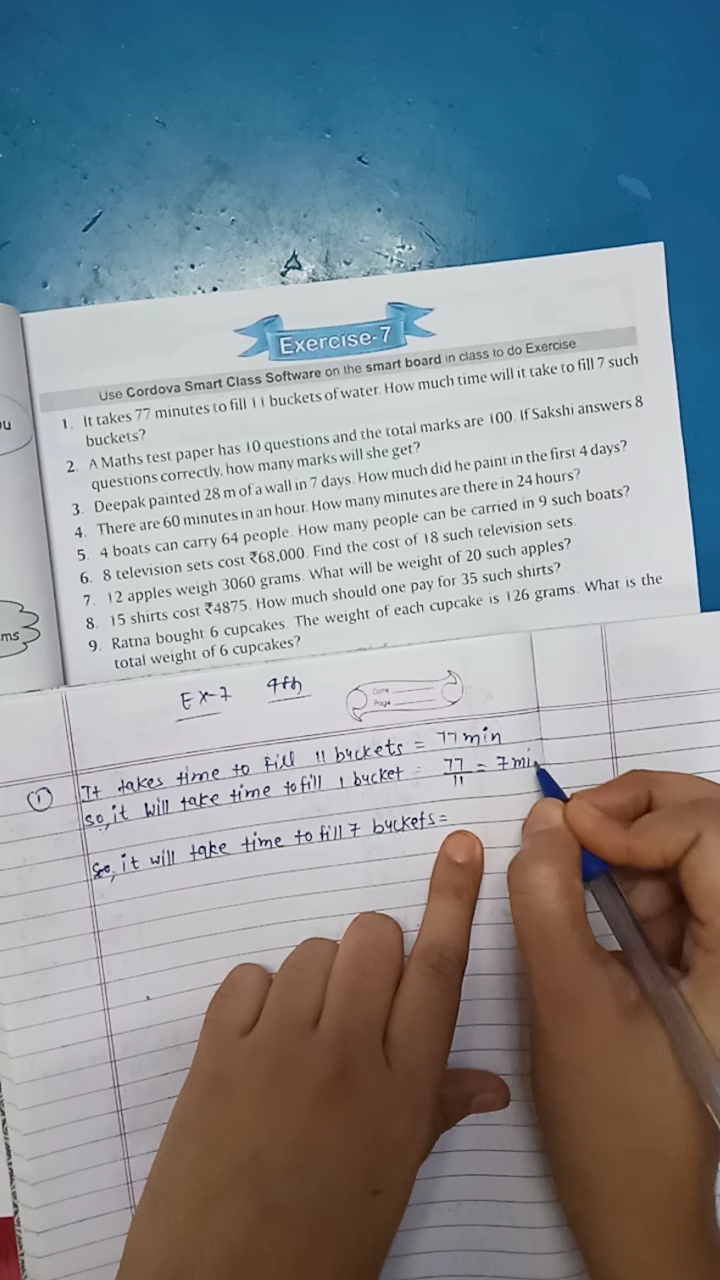 Exercise-7
Use Cordova Smart Class Software on the smart board in class to do Exercise
1. It takes 77 minutes to fill 11 buckets of water. How much time will it take to fill 7 such
buckets?
2. A Maths test paper has 10 questions and the total marks are 100. If Sakshi answers 8
questions correctly, how many marks will she get?
3. Deepak painted 28 m of a wall in 7 days. How much did he paint in the first 4 days?
4. There are 60 minutes in an hour. How many minutes are there in 24 hours?
5. 4 boats can carry 64 people. How many people can be carried in 9 such boats?
6. 8 television sets cost ₹68,000. Find the cost of 18 such television sets.
7. 12 apples weigh 3060 grams. What will be weight of 20 such apples?
8. 15 shirts cost ₹4875. How much should one pay for 35 such shirts?
9. Ratna bought 6 cupcakes. The weight of each cupcake is 126 grams. What is the
total weight of 6 cupcakes?
ou
ms
Ex-7 4th
Date
Page
1 It takes time to fill 11 buckets = 77 min
so, it will take time to fill 1 bucket = 77/11 = 7 mi
So, it will take time to fill 7 buckets =